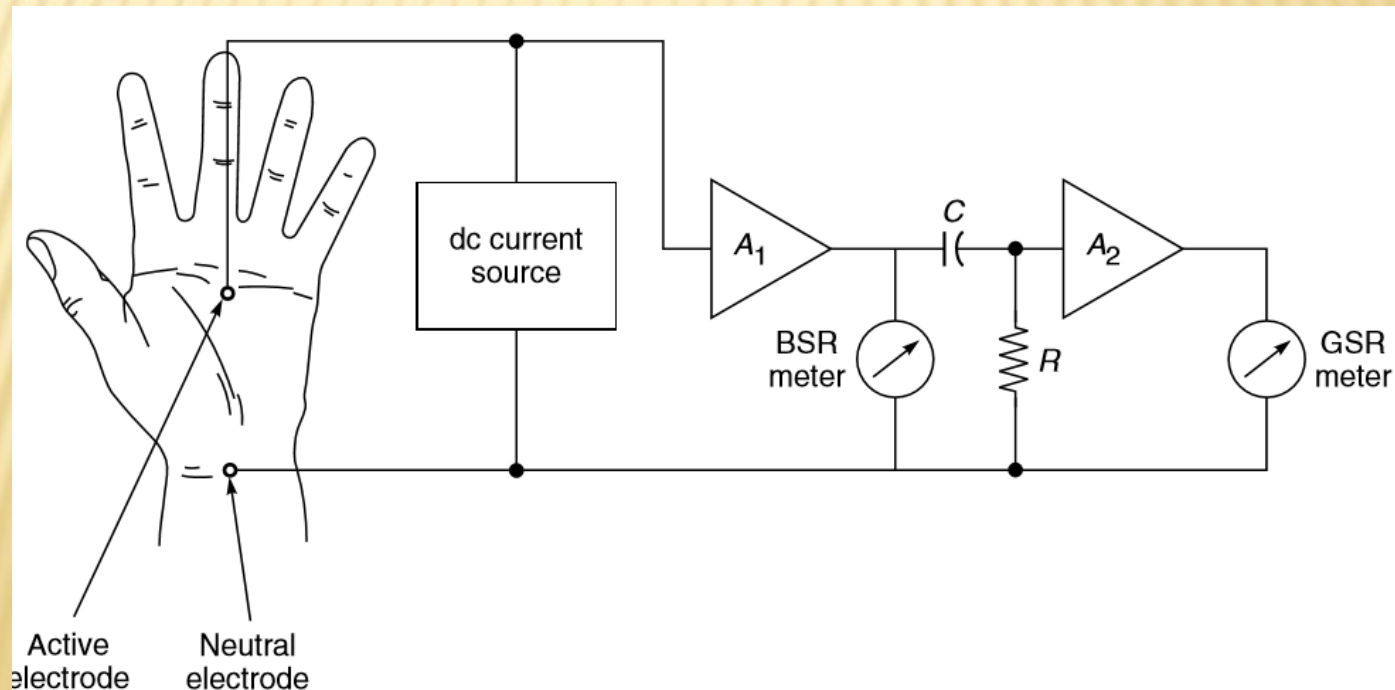 dc current
source
A1
C
A2
BSR
meter
R
GSR
meter
Active
electrode
Neutral
electrode